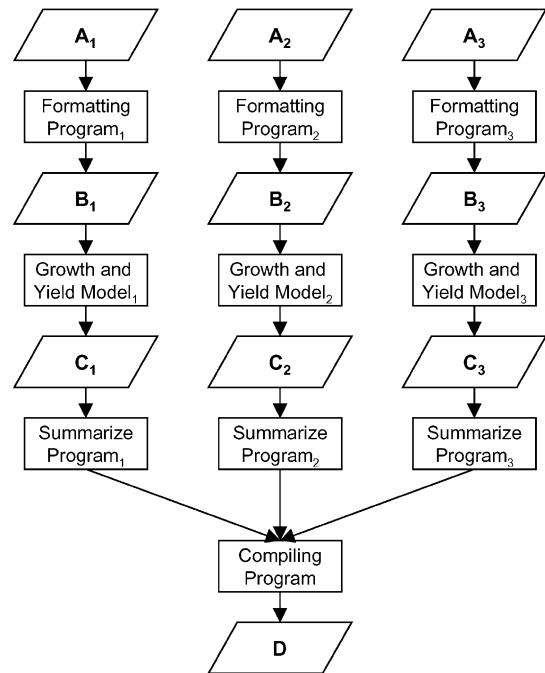 A₁ A₂ A₃
Formatting Formatting Formatting
Program₁ Program₂ Program₃
B₁ B₂ B₃
Growth and Growth and Growth and
Yield Model₁ Yield Model₂ Yield Model₃
C₁ C₂ C₃
Summarize Summarize Summarize
Program₁ Program₂ Program₃
Compiling
Program
D